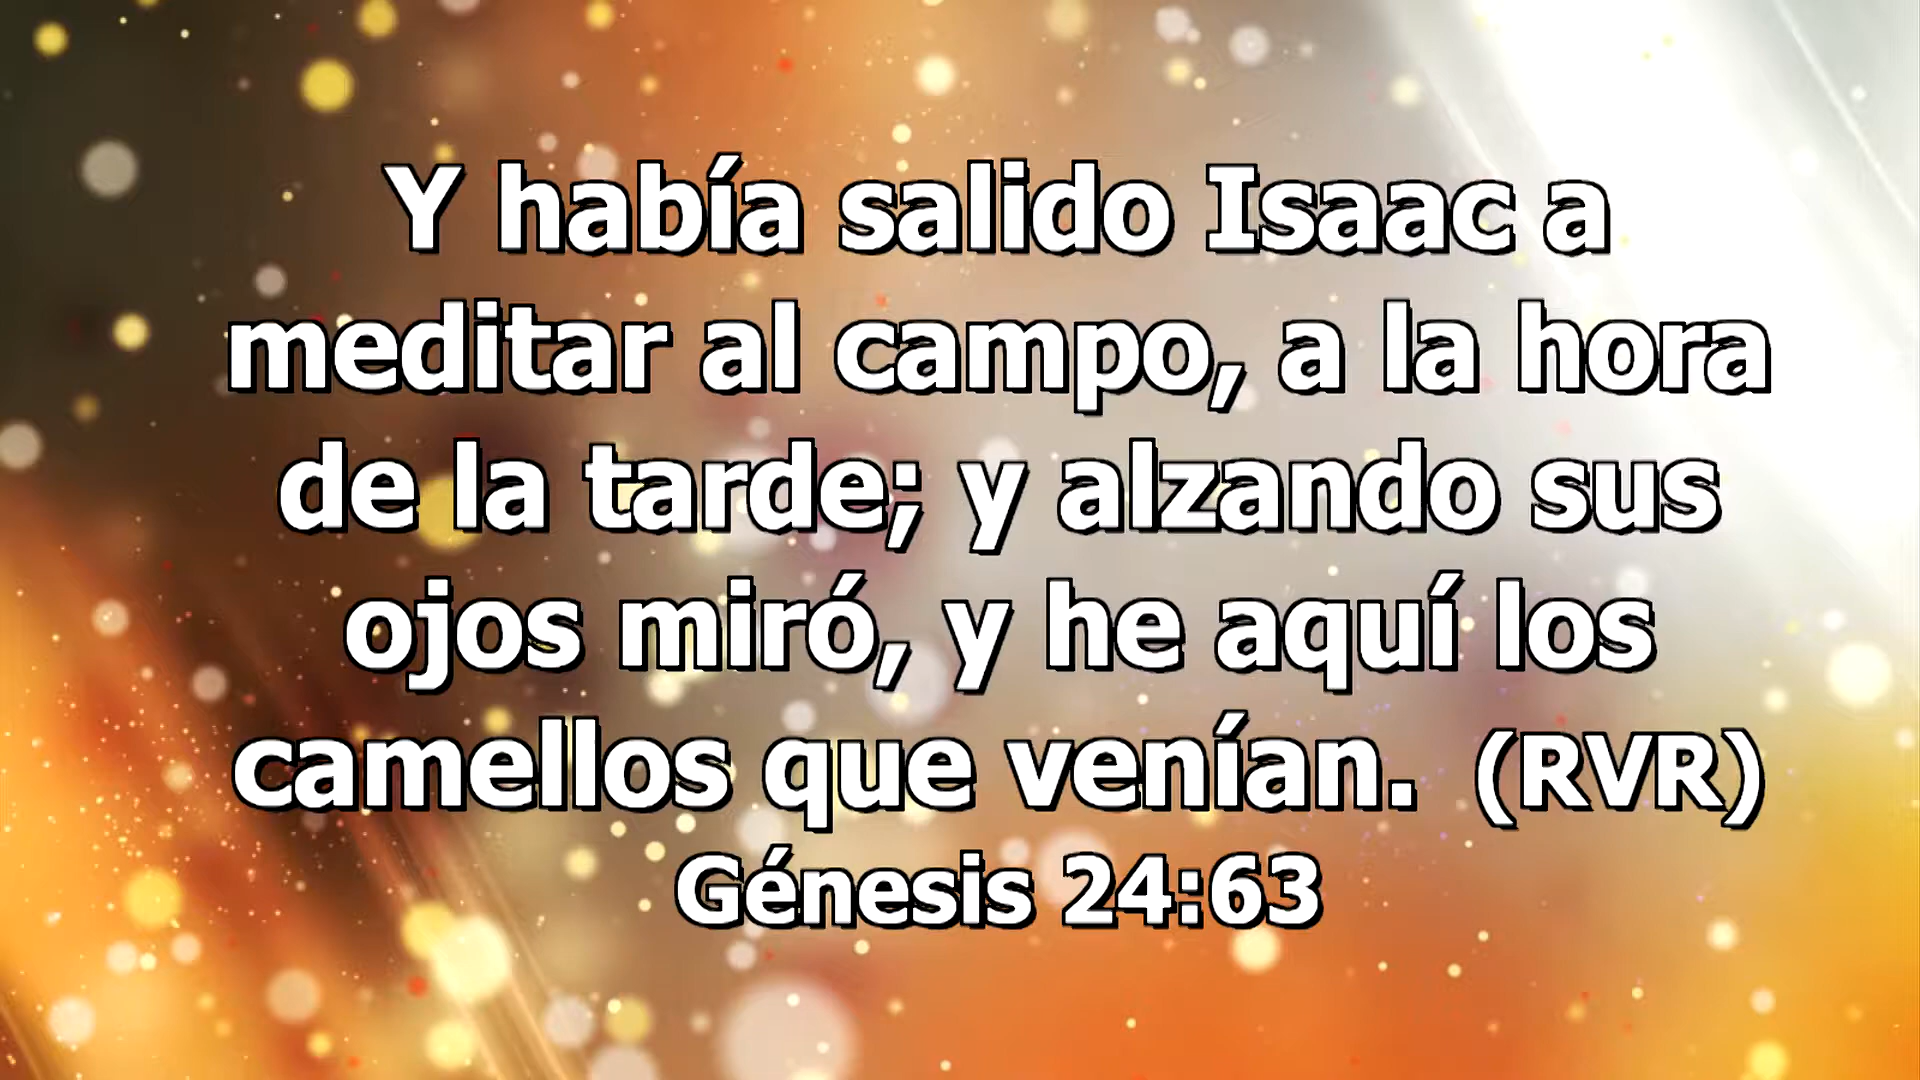 Y había salido Isaac a
meditar al campo, a la hora
de la tarde; y alzando sus
ojos miró, y he aquí los
camellos que venían.  (RVR)
Génesis 24:63